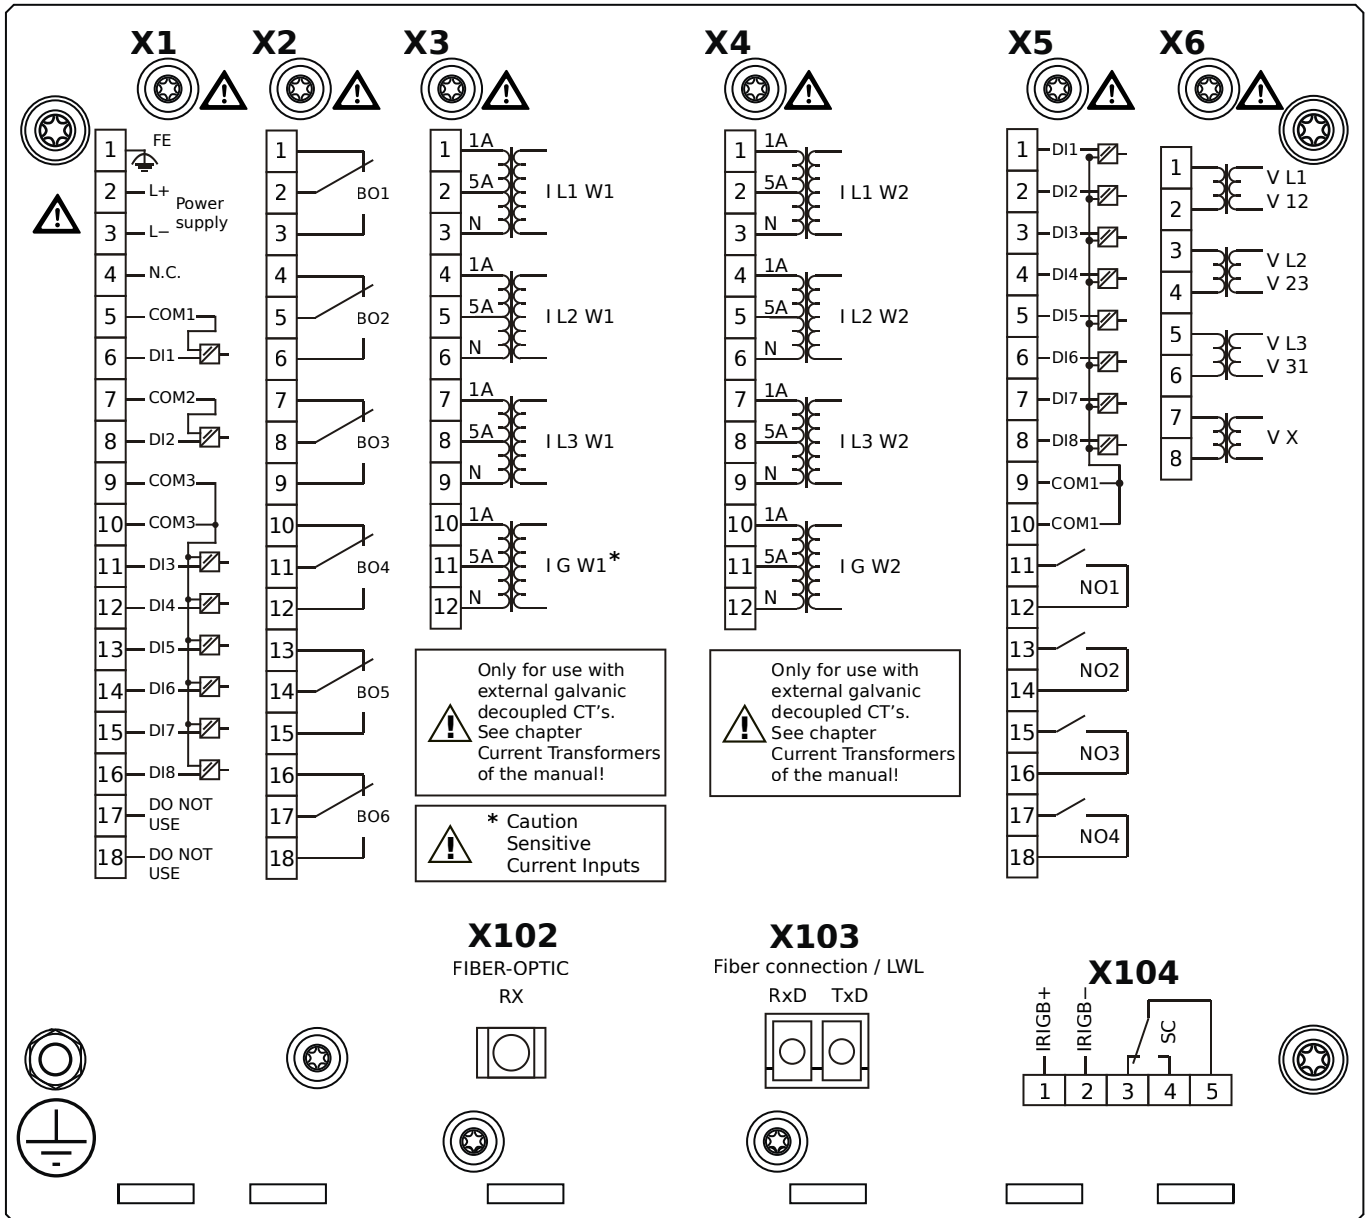 X1
X2
X3
X4
X5
X6
1
FE
2
L+
Power
supply
3
L−
4
N.C.
5
COM1
6
DI1
7
COM2
8
DI2
9
COM3
10
COM3
11
DI3
12
DI4
13
DI5
14
DI6
15
DI7
16
DI8
17
DO NOT
USE
18
DO NOT
USE
1
2
BO1
3
4
5
BO2
6
7
8
BO3
9
10
11
BO4
12
13
14
BO5
15
16
17
BO6
18
1
1A
2
5A
I L1 W1
3
N
4
1A
5
5A
I L2 W1
6
N
7
1A
8
5A
I L3 W1
9
N
10
1A
11
5A
I G W1*
12
N
Only for use with
external galvanic
decoupled CT's.
See chapter
Current Transformers
of the manual!
* Caution
Sensitive
Current Inputs
1
1A
2
5A
I L1 W2
3
N
4
1A
5
5A
I L2 W2
6
N
7
1A
8
5A
I L3 W2
9
N
10
1A
11
5A
I G W2
12
N
Only for use with
external galvanic
decoupled CT's.
See chapter
Current Transformers
of the manual!
1
DI1
2
DI2
3
DI3
4
DI4
5
DI5
6
DI6
7
DI7
8
DI8
9
COM1
10
COM1
11
NO1
12
13
NO2
14
15
NO3
16
17
NO4
18
1
V L1
2
V 12
3
V L2
4
V 23
5
V L3
6
V 31
7
V X
8
X102
FIBER-OPTIC
RX
X103
Fiber connection / LWL
RxD TxD
X104
IRIGB+
IRIGB−
SC
1 2 3 4 5